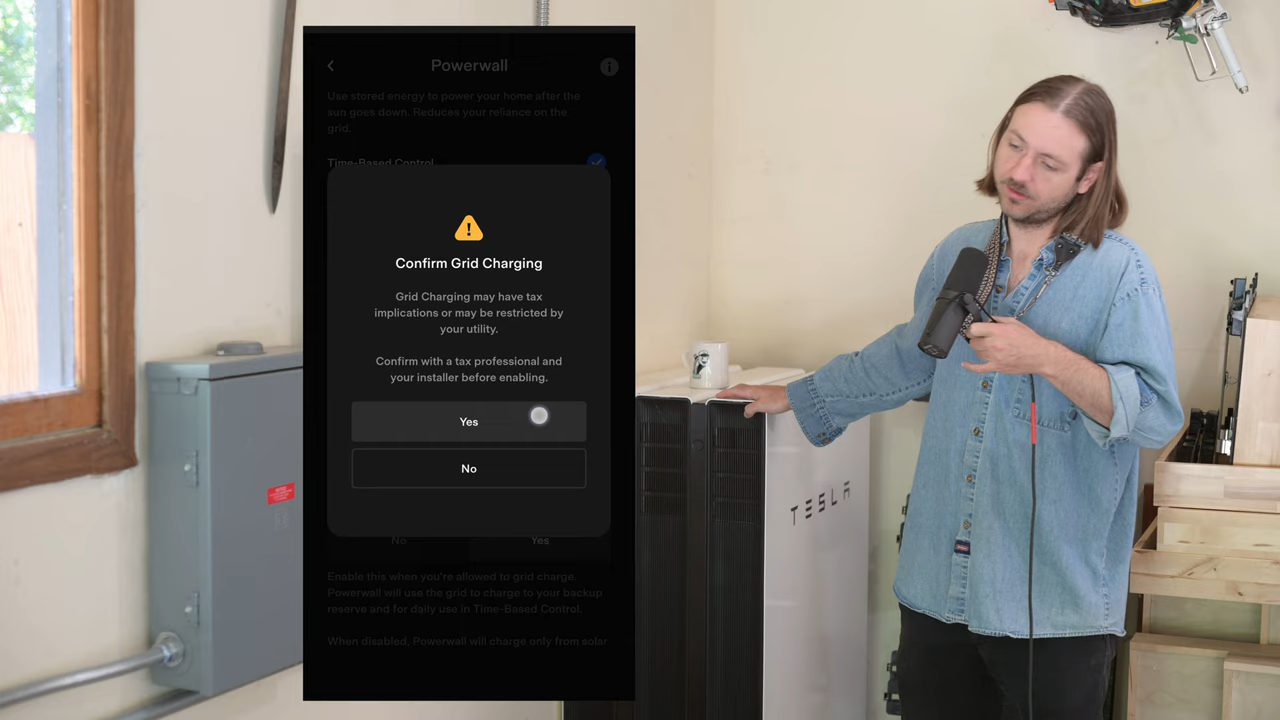 Powerwall
Use stored energy to power your home after the
sun goes down. Reduces your reliance on the
grid.
Time-Based Control
Confirm Grid Charging
Grid Charging may have tax
implications or may be restricted by
your utility.
Confirm with a tax professional and
your installer before enabling.
Yes
No
No
Yes
Enable this when you're allowed to grid charge.
Powerwall will use the grid to charge to your backup
reserve and for daily use in Time-Based Control.
When disabled, Powerwall will charge only from solar
TESLA